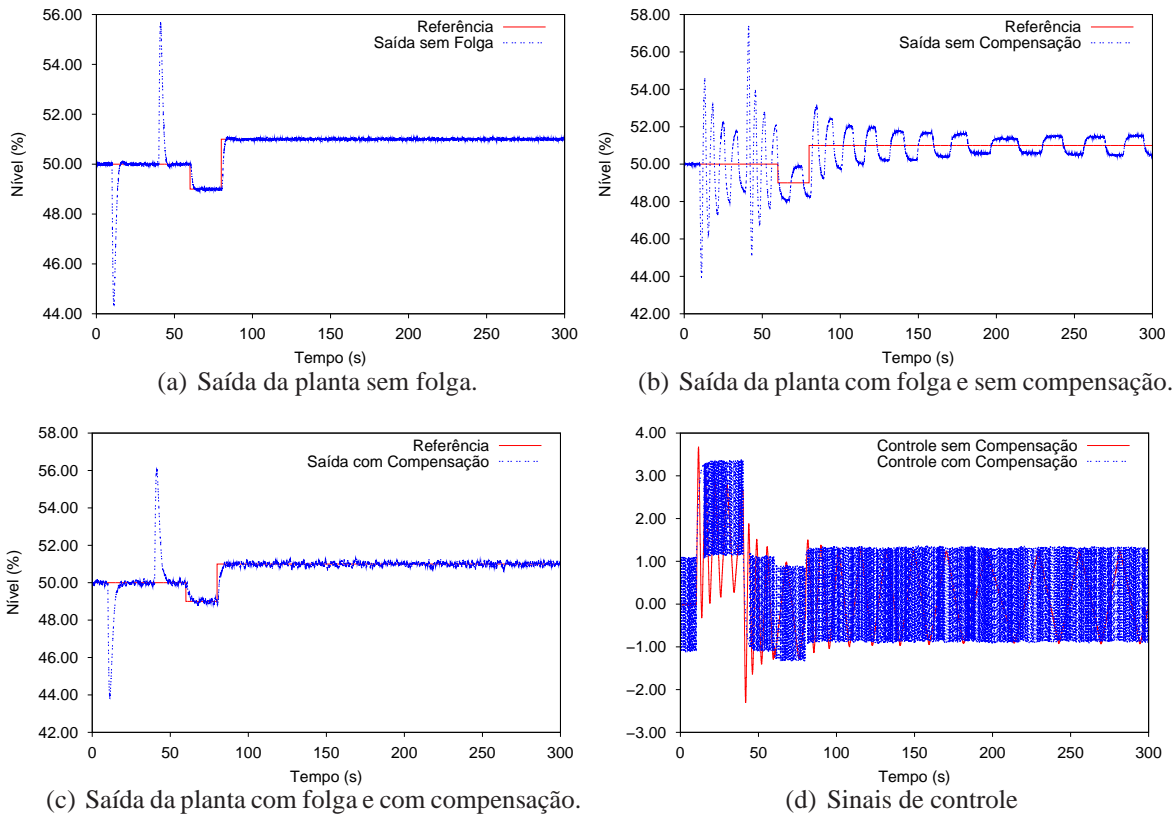 56.00
54.00
52.00
50.00
48.00
46.00
44.00
0 50 100 150 200 250 300
Nível (%)
Tempo (s)
Referência
Saída sem Folga
(a) Saída da planta sem folga.
58.00
56.00
54.00
52.00
50.00
48.00
46.00
44.00
42.00
0 50 100 150 200 250 300
Nível (%)
Tempo (s)
Referência
Saída sem Compensação
(b) Saída da planta com folga e sem compensação.
58.00
56.00
54.00
52.00
50.00
48.00
46.00
44.00
42.00
0 50 100 150 200 250 300
Nível (%)
Tempo (s)
Referência
Saída com Compensação
(c) Saída da planta com folga e com compensação.
4.00
3.00
2.00
1.00
0.00
−1.00
−2.00
−3.00
0 50 100 150 200 250 300
Tempo (s)
Controle sem Compensação
Controle com Compensação
(d) Sinais de controle